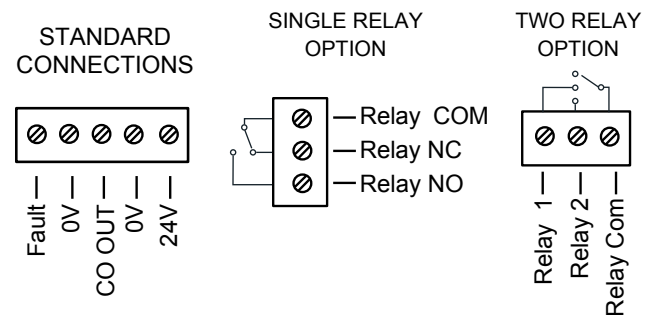 STANDARD
CONNECTIONS
Fault
0V
CO OUT
0V
24V
SINGLE RELAY
OPTION
Relay COM
Relay NC
Relay NO
TWO RELAY
OPTION
Relay 1
Relay 2
Relay Com